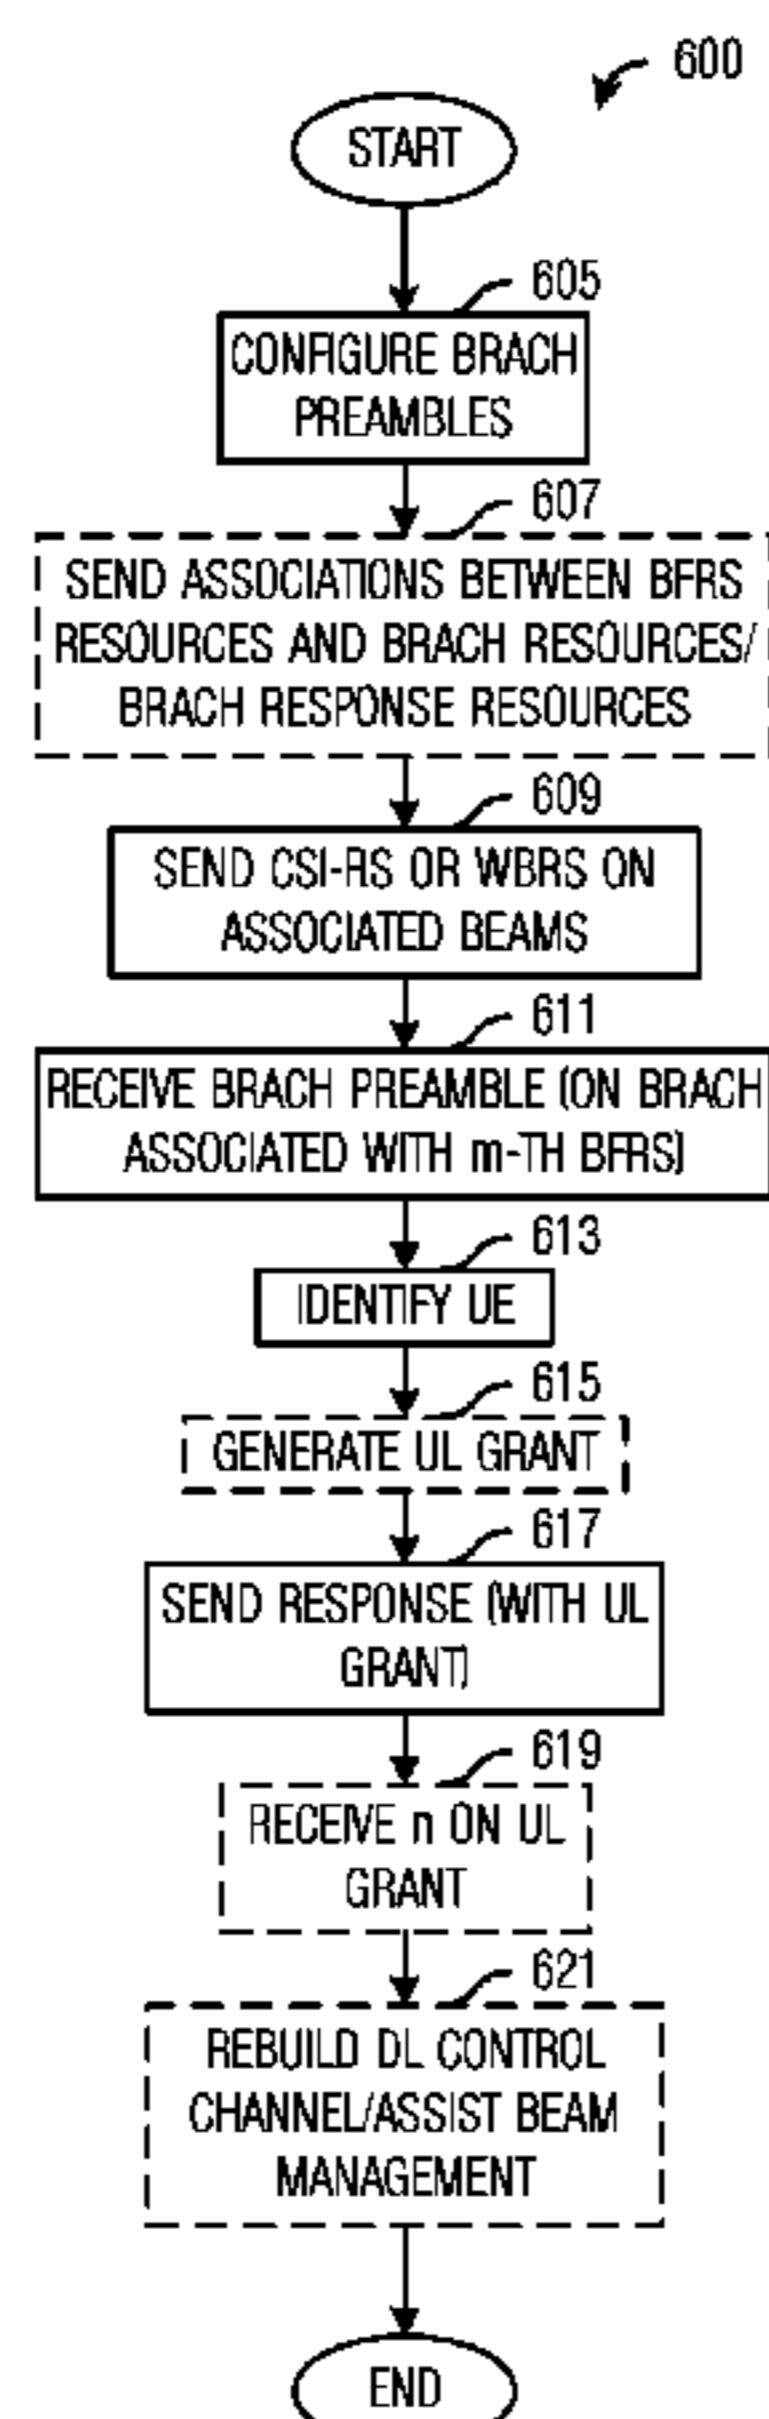 600
START
605
CONFIGURE BRACH
PREAMBLES
607
SEND ASSOCIATIONS BETWEEN BFRS
RESOURCES AND BRACH RESOURCES/
BRACH RESPONSE RESOURCES
609
SEND CSI-RS OR WBRS ON
ASSOCIATED BEAMS
611
RECEIVE BRACH PREAMBLE (ON BRACH
ASSOCIATED WITH m-TH BFRS)
613
IDENTIFY UE
615
GENERATE UL GRANT
617
SEND RESPONSE (WITH UL
GRANT)
619
RECEIVE n ON UL
GRANT
621
REBUILD DL CONTROL
CHANNEL/ASSIST BEAM
MANAGEMENT
END